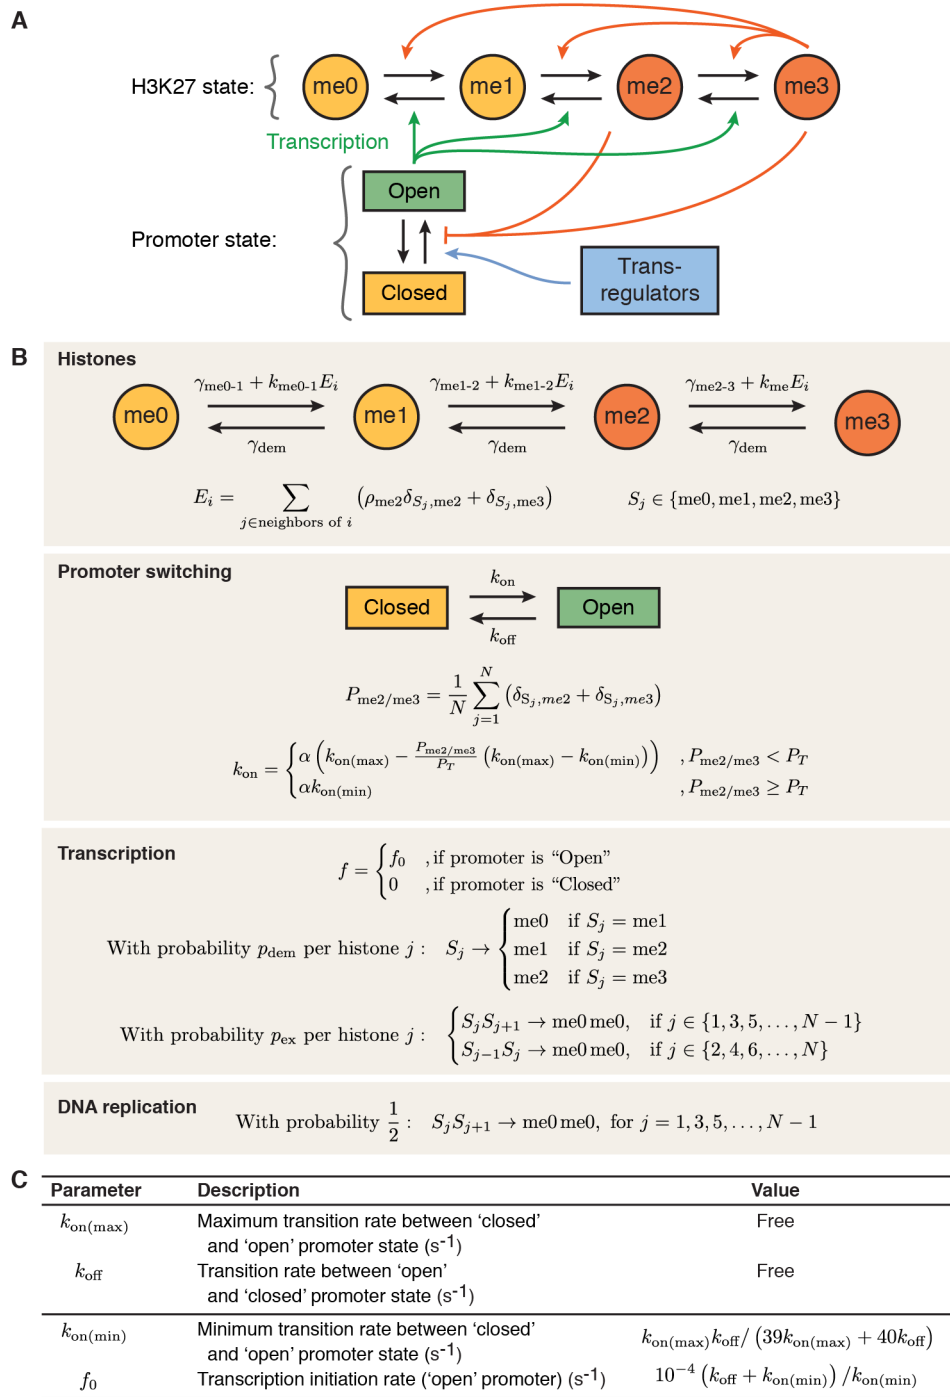 A
H3K27 state:
me0
me1
me2
me3
Transcription
Open
Promoter state:
Closed
Trans-
regulators
B
Histones
γme0-1 + kme0-1Ei
γme1-2 + kme1-2Ei
γme2-3 + kmeEi
me0
me1
me2
me3
γdem
γdem
γdem
Ei = ∑ j∈neighbors of i (ρme2δSj,me2 + δSj,me3)
Sj ∈ {me0, me1, me2, me3}
Promoter switching
kon
Closed
Open
koff
Pme2/me3 = 1/N ∑ j=1 N (δSj,me2 + δSj,me3)
kon = { α (kon(max) − Pme2/me3/PT (kon(max) − kon(min))) , Pme2/me3 < PT
αkon(min) , Pme2/me3 ≥ PT
Transcription
f = { f0 , if promoter is “Open”
0 , if promoter is “Closed”
With probability pdem per histone j : Sj → { me0 if Sj = me1
me1 if Sj = me2
me2 if Sj = me3
With probability pex per histone j : { SjSj+1 → me0 me0, if j ∈ {1, 3, 5, . . . , N − 1}
Sj−1Sj → me0 me0, if j ∈ {2, 4, 6, . . . , N}
DNA replication
With probability 1/2 : SjSj+1 → me0 me0, for j = 1, 3, 5, . . . , N − 1
C
Parameter Description Value
kon(max) Maximum transition rate between ‘closed’ Free
and ‘open’ promoter state (s-1)
koff Transition rate between ‘open’ Free
and ‘closed’ promoter state (s-1)
kon(min) Minimum transition rate between ‘closed’ kon(max)koff/ (39kon(max) + 40koff)
and ‘open’ promoter state (s-1)
f0 Transcription initiation rate (‘open’ promoter) (s-1) 10−4 (koff + kon(min)) /kon(min)